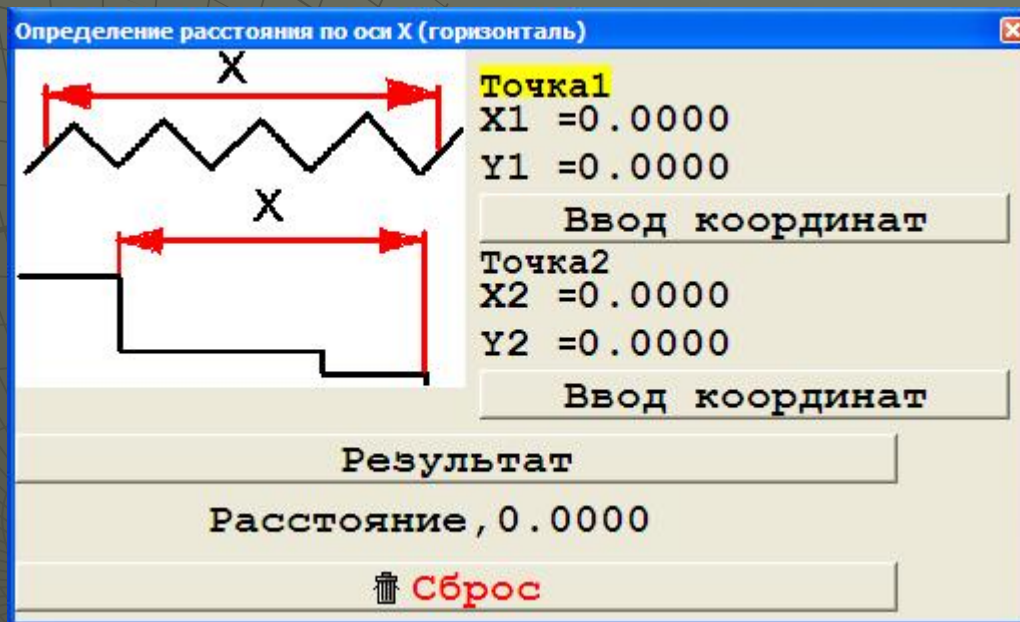 Определение расстояния по оси X (горизонталь)
X
Точка1
X1 =0.0000
Y1 =0.0000
X
Ввод координат
Точка2
X2 =0.0000
Y2 =0.0000
Ввод координат
Результат
Расстояние,0.0000
Сброс